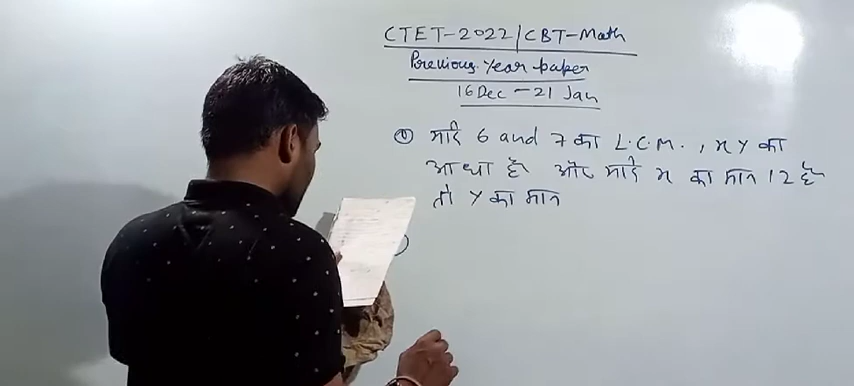 CTET-2022/CBT-Math
Previous Year paper
16 Dec - 21 Jan
① यदि 6 and 7 का L.C.M., xy का
आधा है और यदि x का मान 12 है
तो y का मान